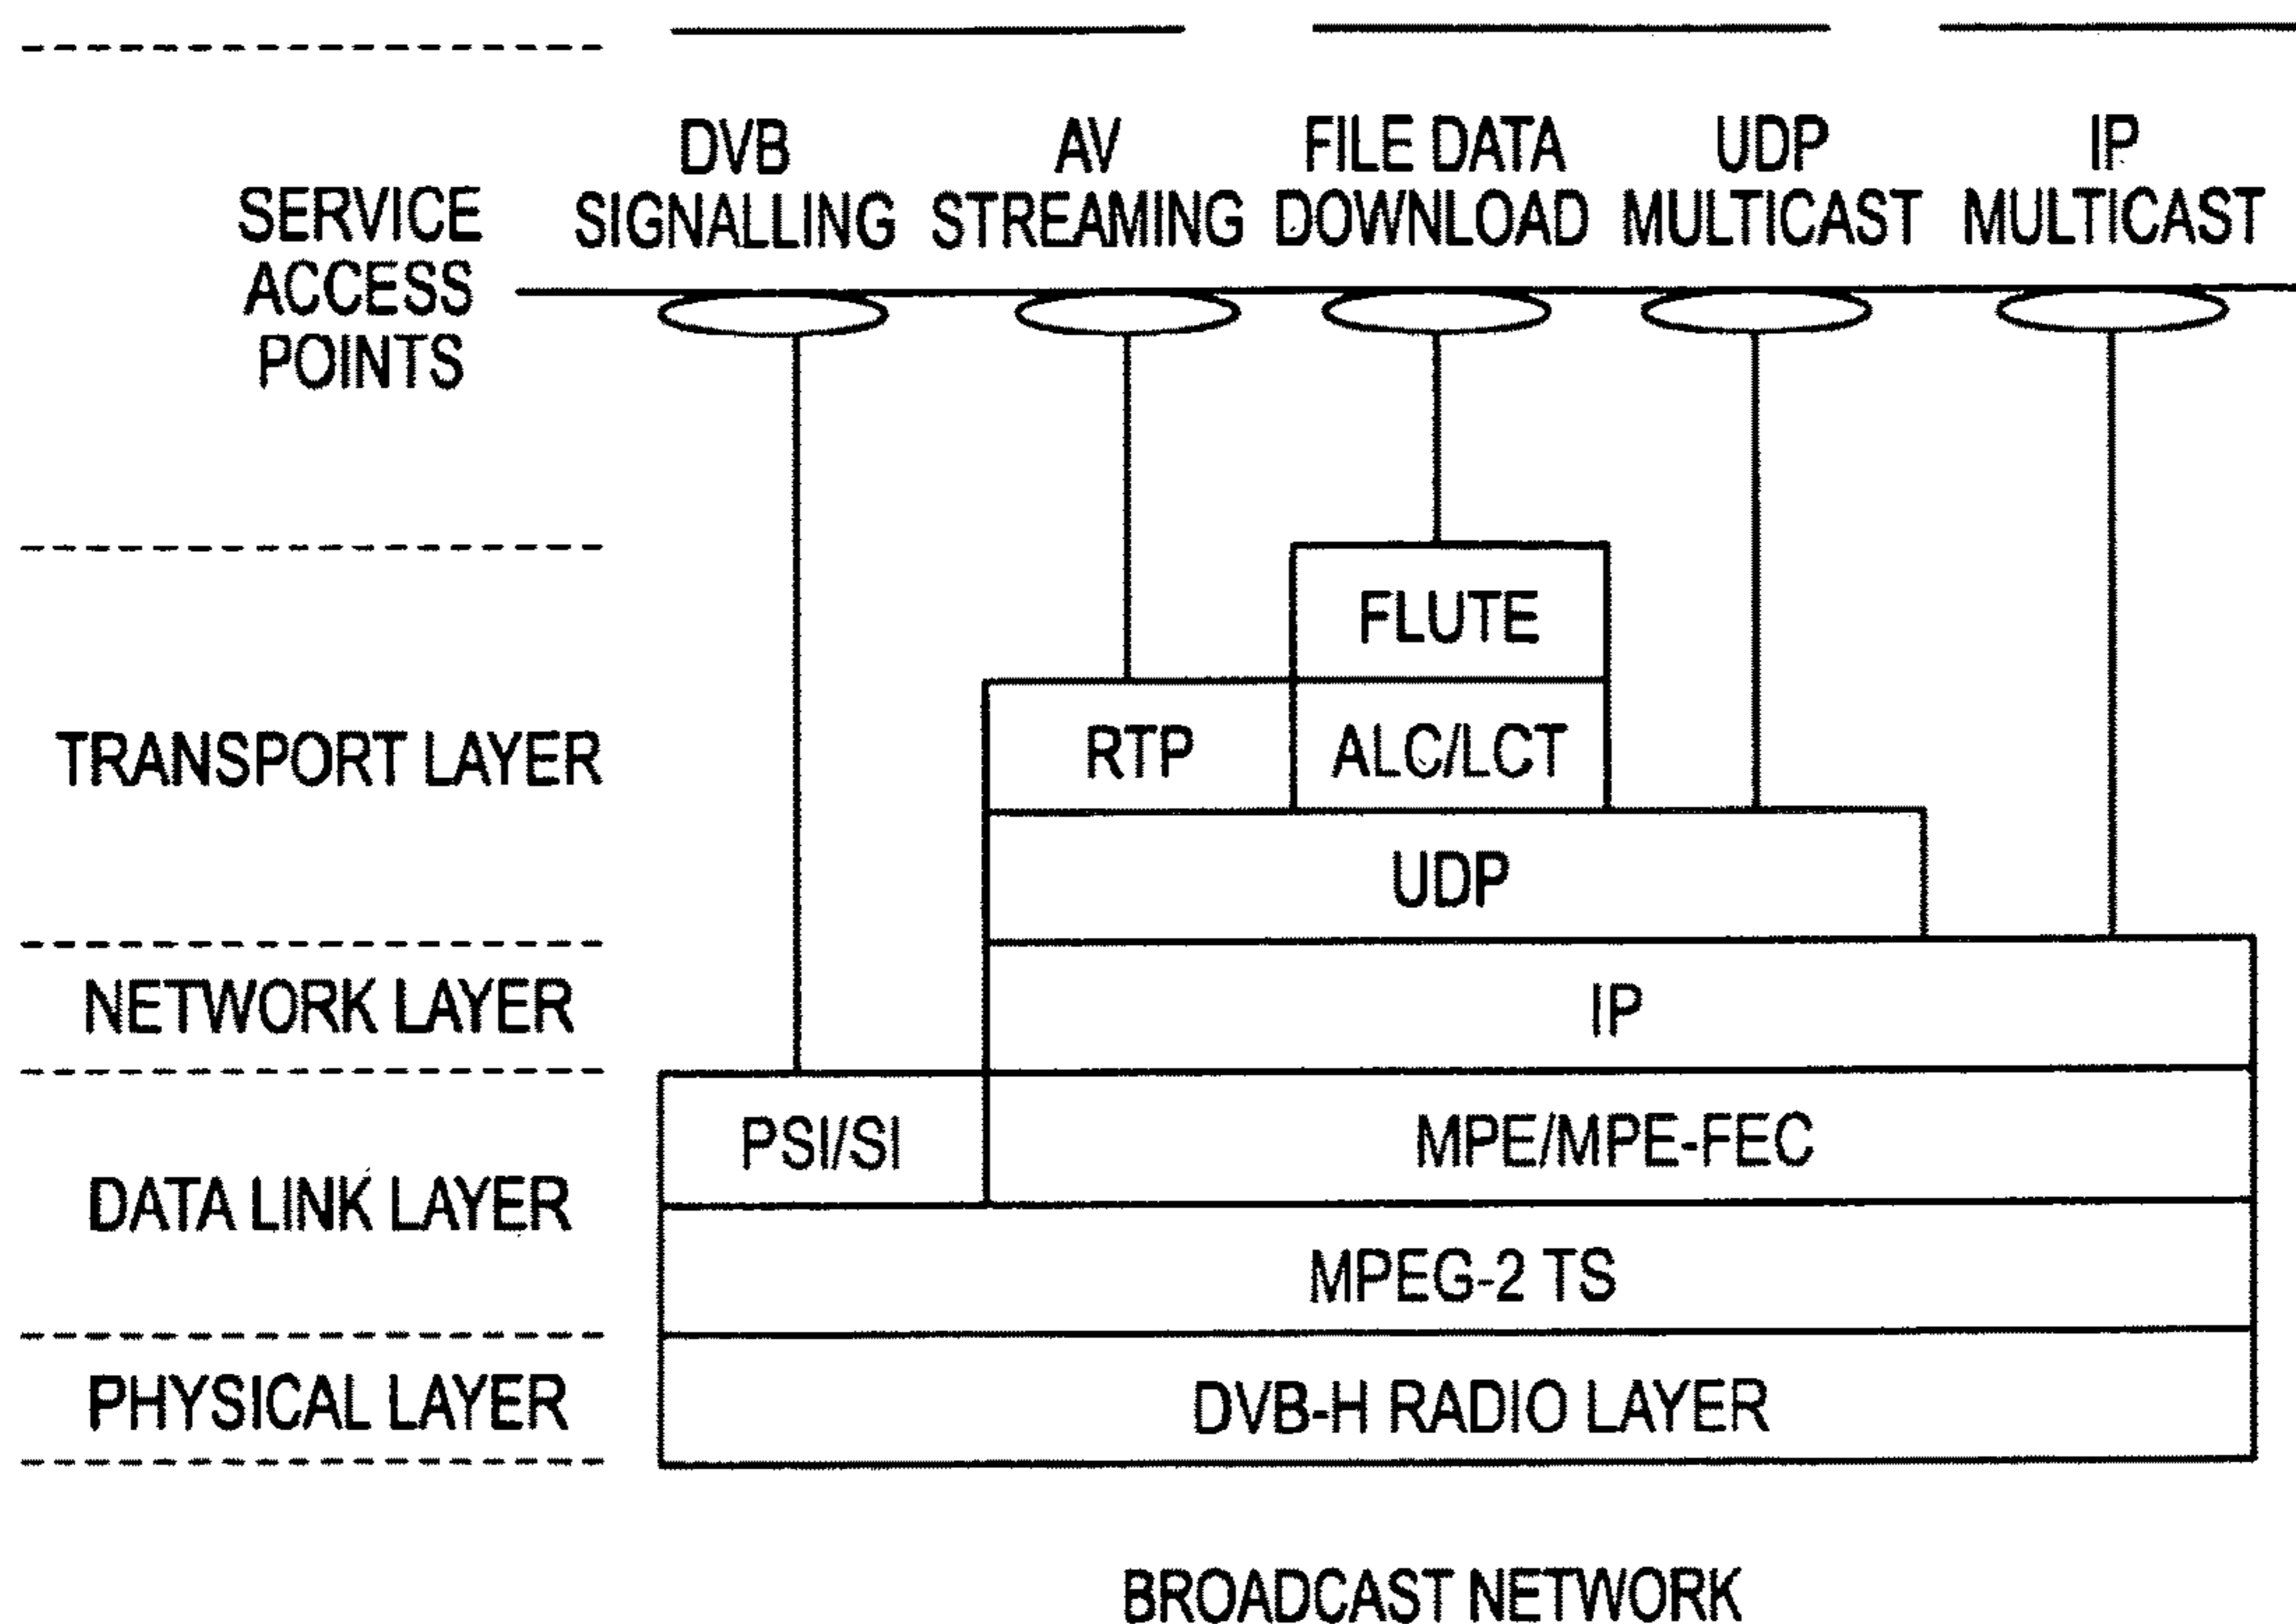 DVB
SIGNALLING
AV
STREAMING
FILE DATA
DOWNLOAD
UDP
MULTICAST
IP
MULTICAST
SERVICE
ACCESS
POINTS
FLUTE
TRANSPORT LAYER
RTP
ALC/LCT
UDP
NETWORK LAYER
IP
DATA LINK LAYER
PSI/SI
MPE/MPE-FEC
MPEG-2 TS
PHYSICAL LAYER
DVB-H RADIO LAYER
BROADCAST NETWORK